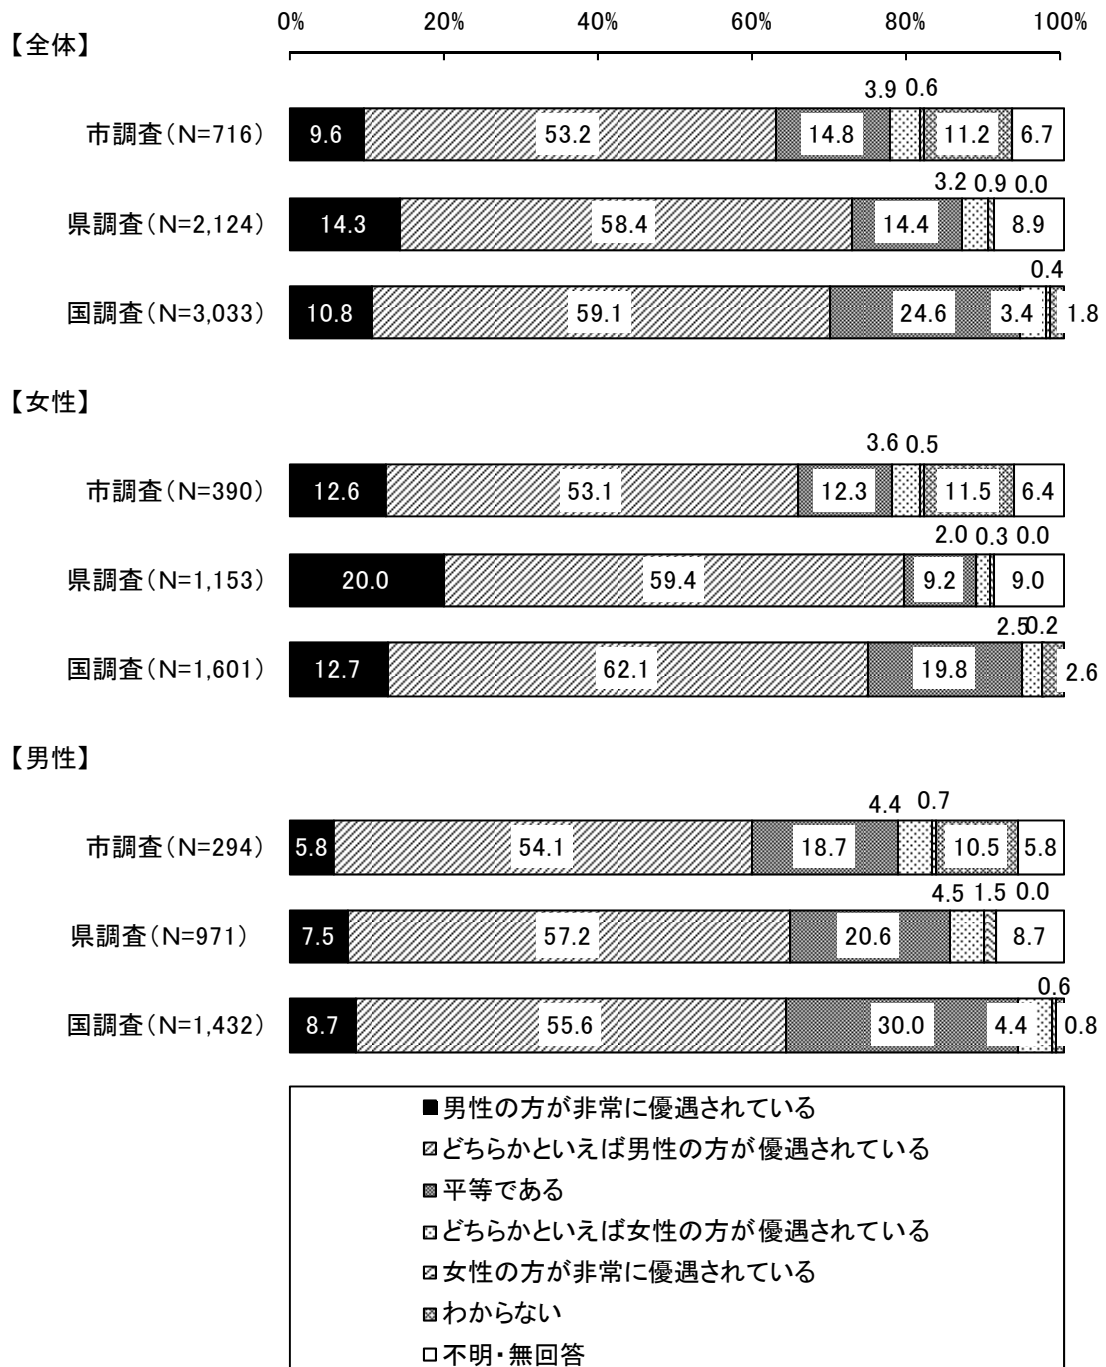 0% 20% 40% 60% 80% 100%
【全体】
3.9 0.6
市調査(N=716) 9.6 53.2 14.8 11.2 6.7
3.2 0.9 0.0
県調査(N=2,124) 14.3 58.4 14.4 8.9
0.4
国調査(N=3,033) 10.8 59.1 24.6 3.4 1.8
【女性】
3.6 0.5
市調査(N=390) 12.6 53.1 12.3 11.5 6.4
2.0 0.3 0.0
県調査(N=1,153) 20.0 59.4 9.2 9.0
2.5 0.2
国調査(N=1,601) 12.7 62.1 19.8 2.6
【男性】
4.4 0.7
市調査(N=294) 5.8 54.1 18.7 10.5 5.8
4.5 1.5 0.0
県調査(N=971) 7.5 57.2 20.6 8.7
0.6
国調査(N=1,432) 8.7 55.6 30.0 4.4 0.8
男性の方が非常に優遇されている
どちらかといえば男性の方が優遇されている
平等である
どちらかといえば女性の方が優遇されている
女性の方が非常に優遇されている
わからない
不明・無回答